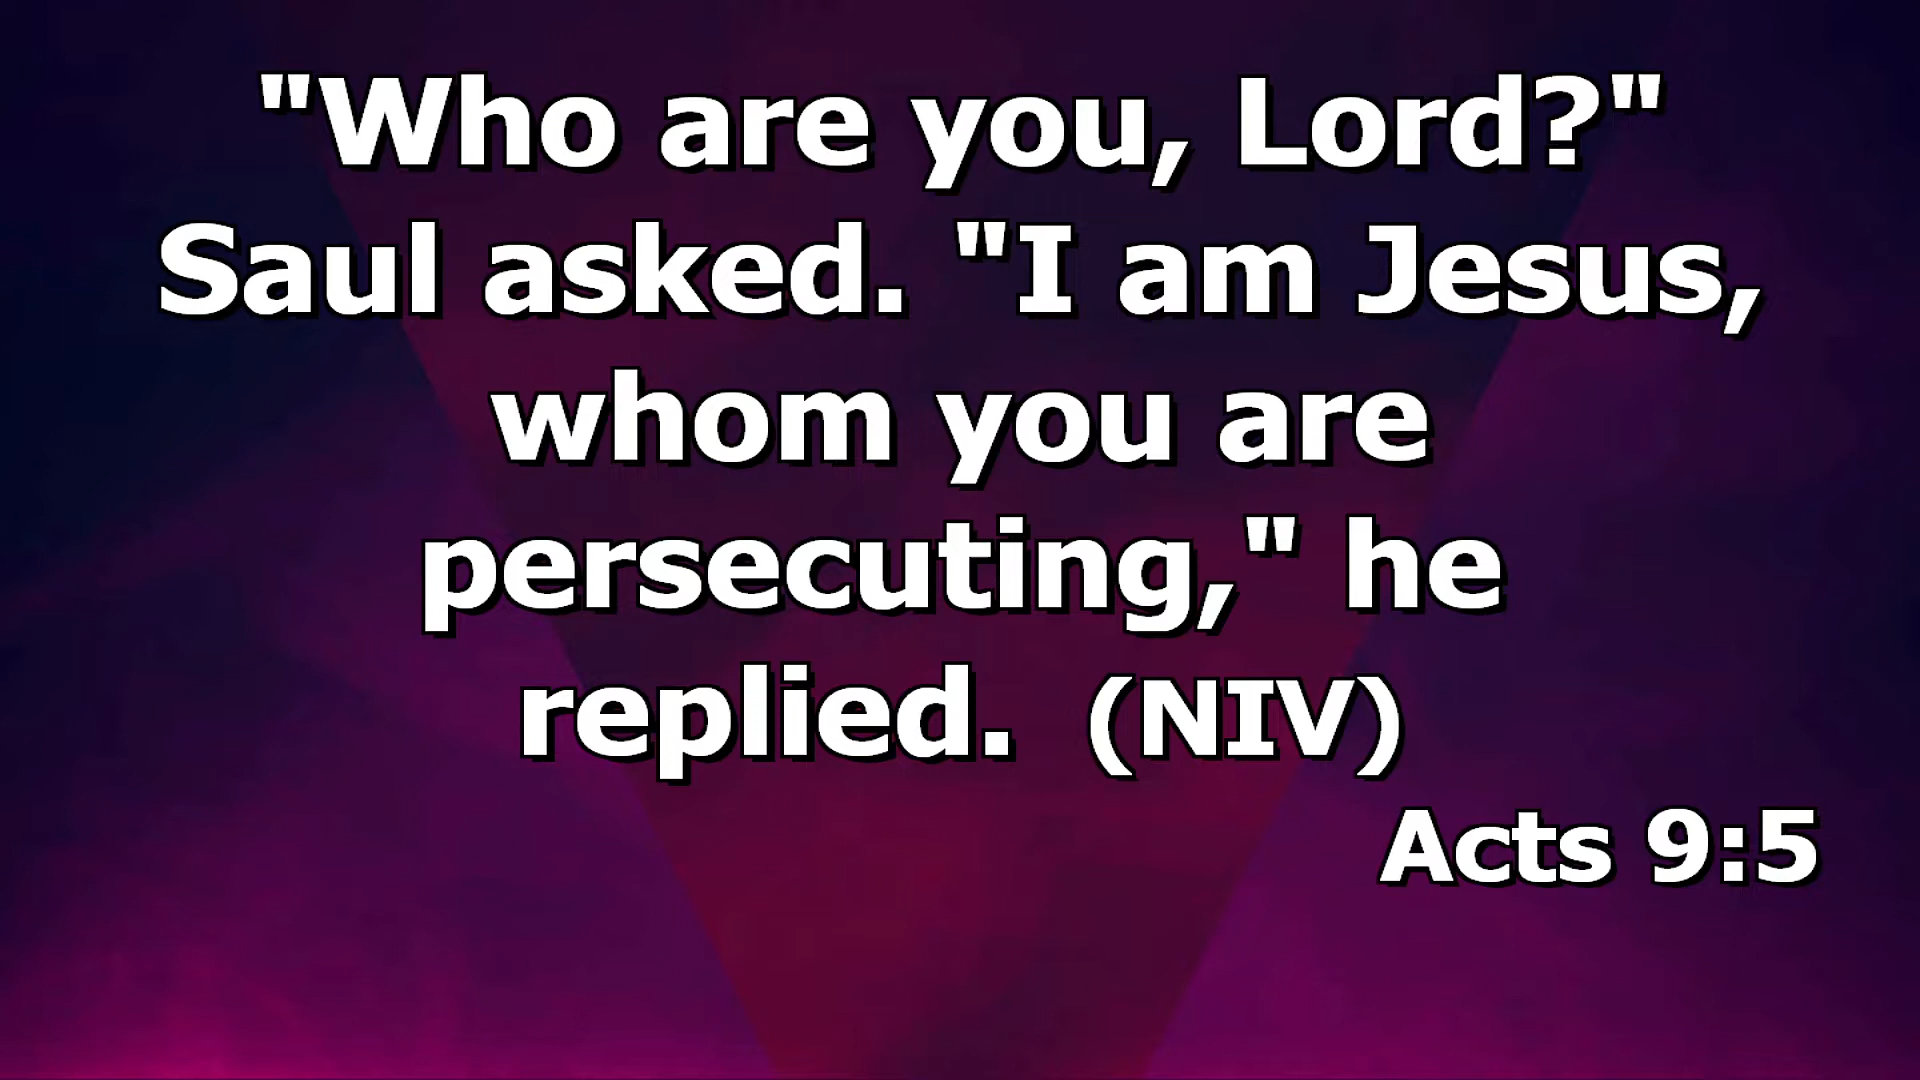 "Who are you, Lord?"
Saul asked. "I am Jesus,
whom you are
persecuting," he
replied. (NIV)
Acts 9:5